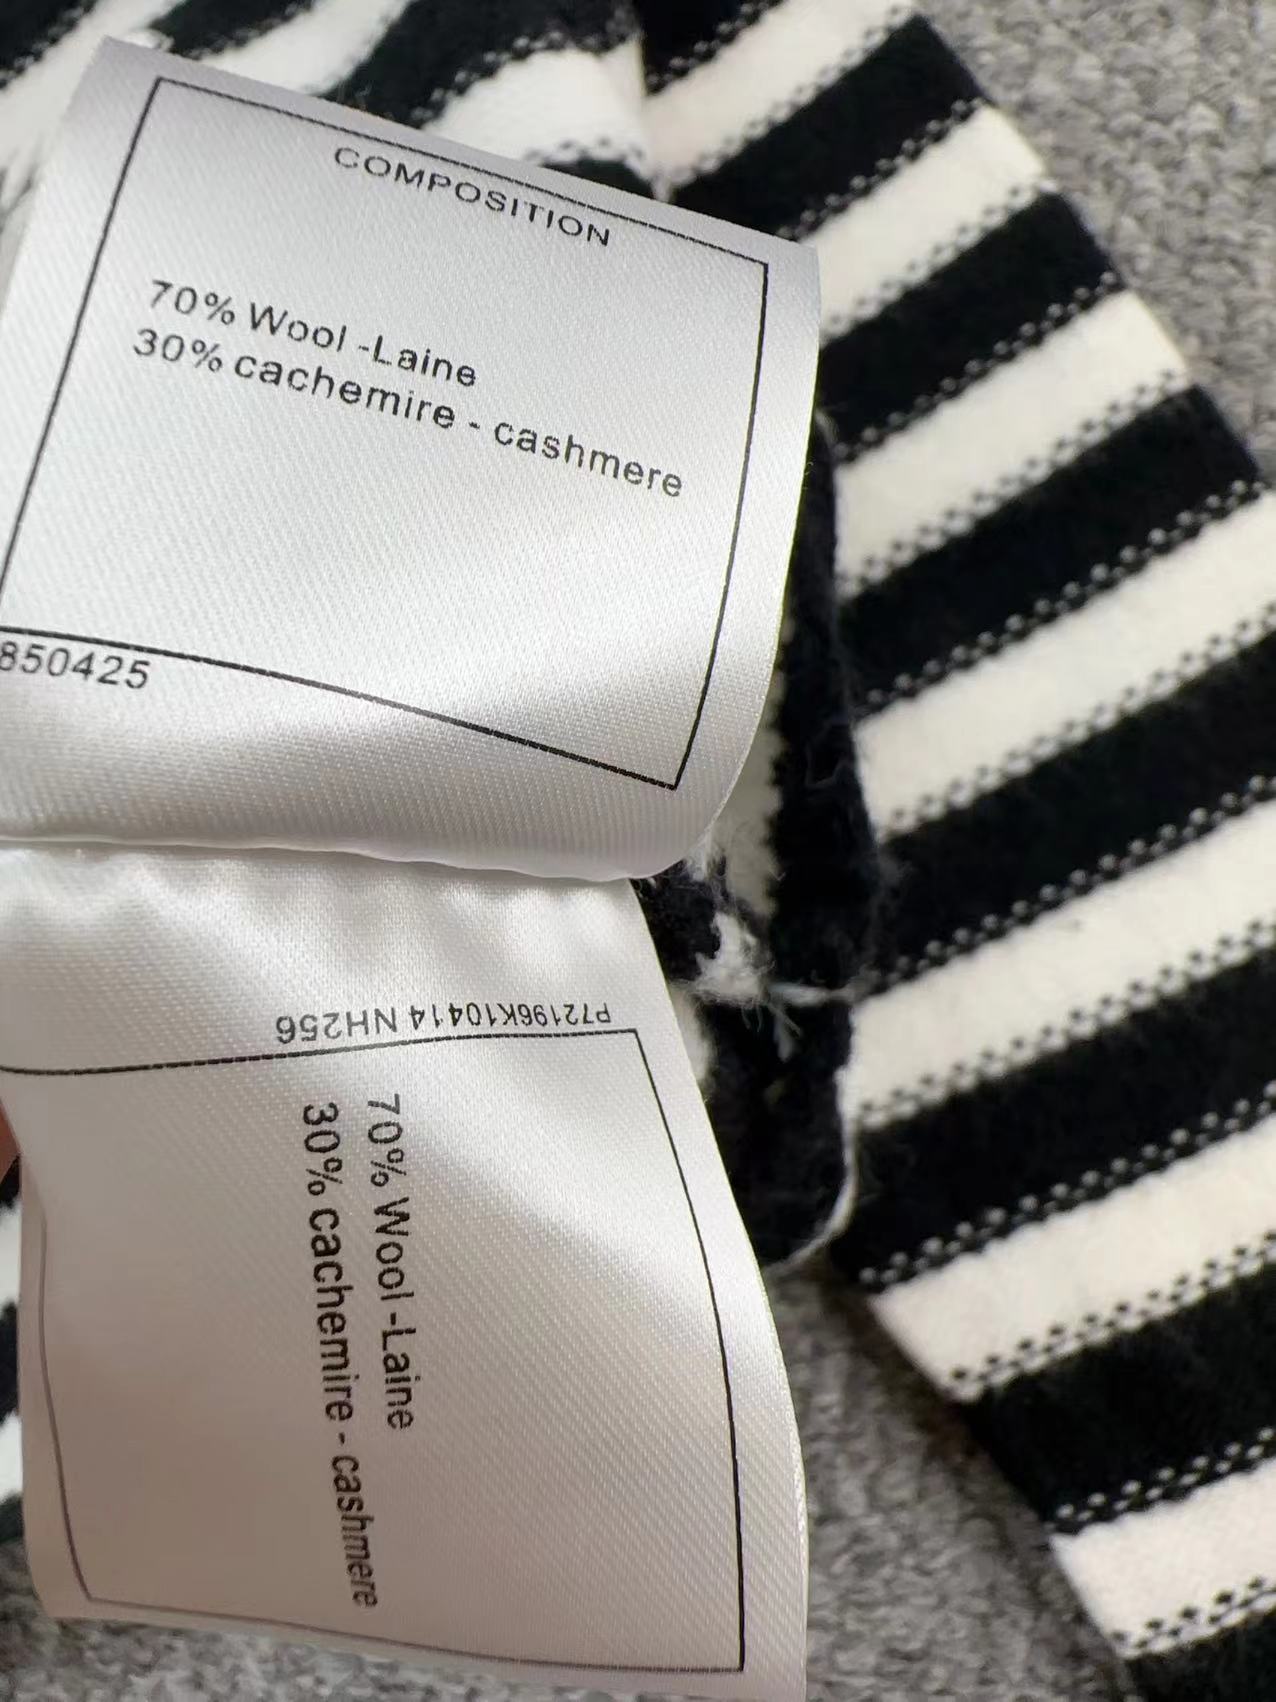 COMPOSITION
70% Wool -Laine
30% cachemire - cashmere
850425
P72196K10414 NH256
70% Wool -Laine
30% cachemire - cashmere